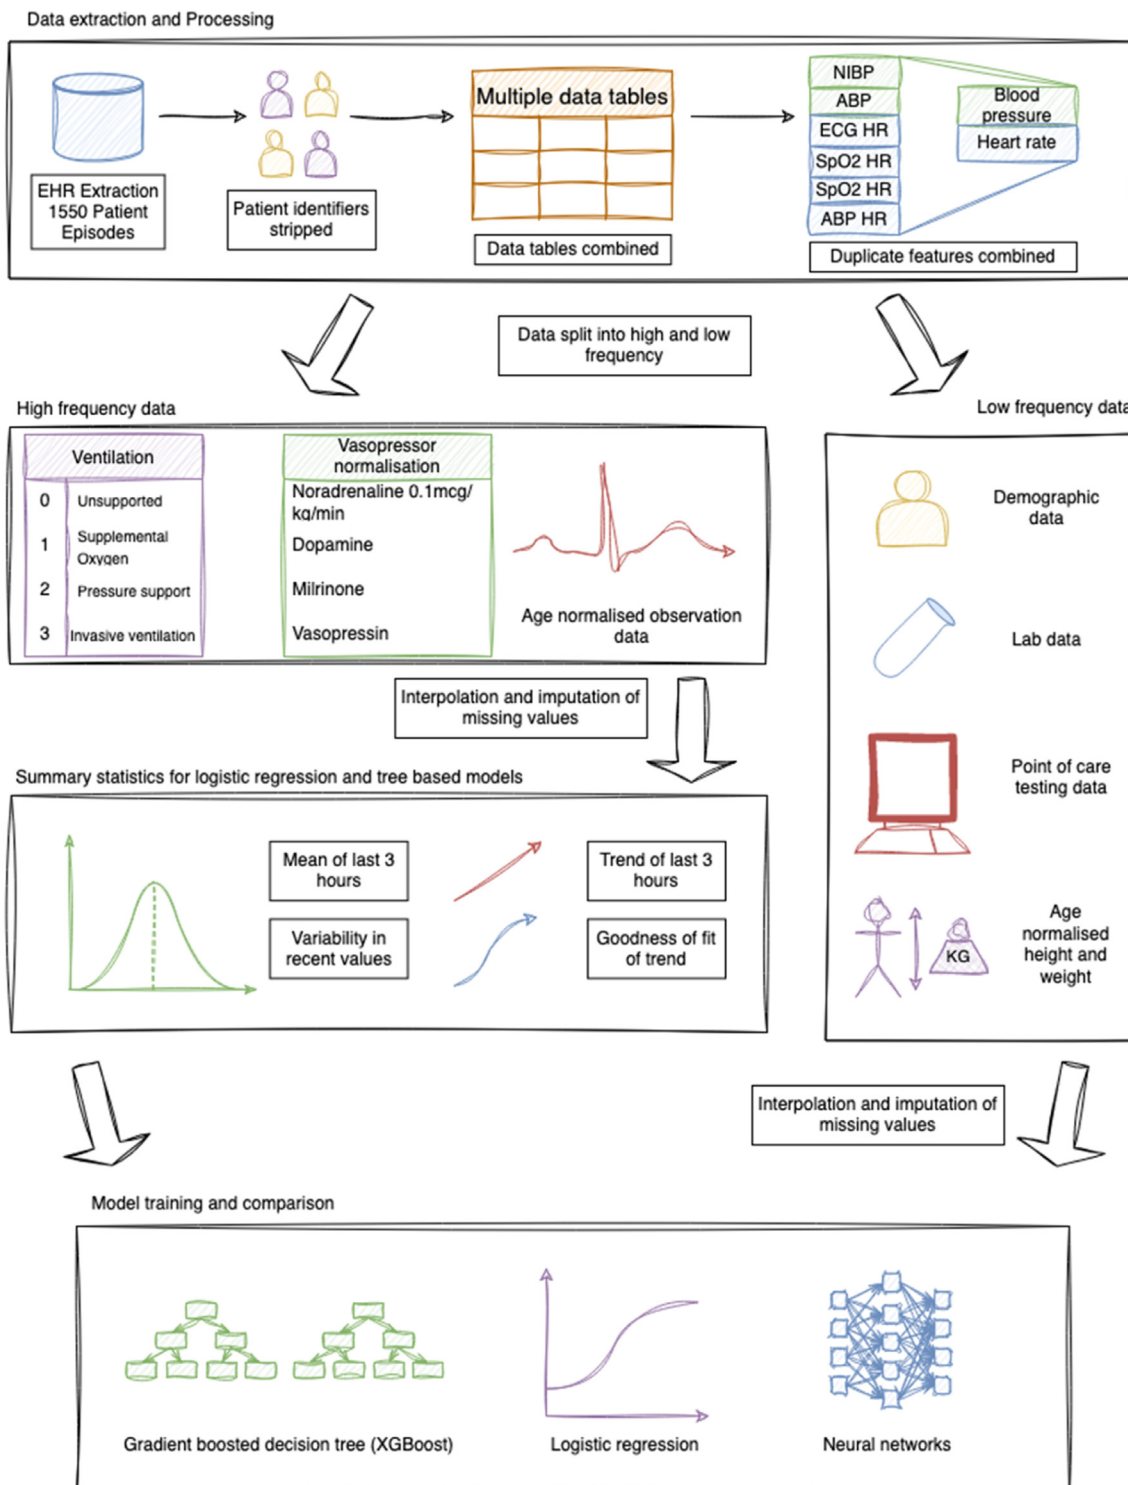 Data extraction and Processing
EHR Extraction
1550 Patient
Episodes
Patient identifiers
stripped
Multiple data tables
Data tables combined
NIBP
ABP
ECG HR
SpO2 HR
SpO2 HR
ABP HR
Blood
pressure
Heart rate
Duplicate features combined
Data split into high and low
frequency
High frequency data
Low frequency data
Ventilation
0 Unsupported
1 Supplemental
Oxygen
2 Pressure support
3 Invasive ventilation
Vasopressor
normalisation
Noradrenaline 0.1mcg/
kg/min
Dopamine
Milrinone
Vasopressin
Age normalised observation
data
Demographic
data
Lab data
Point of care
testing data
KG
Age
normalised
height and
weight
Interpolation and imputation of
missing values
Summary statistics for logistic regression and tree based models
Mean of last 3
hours
Trend of last 3
hours
Variability in
recent values
Goodness of fit
of trend
Interpolation and imputation of
missing values
Model training and comparison
Gradient boosted decision tree (XGBoost)
Logistic regression
Neural networks